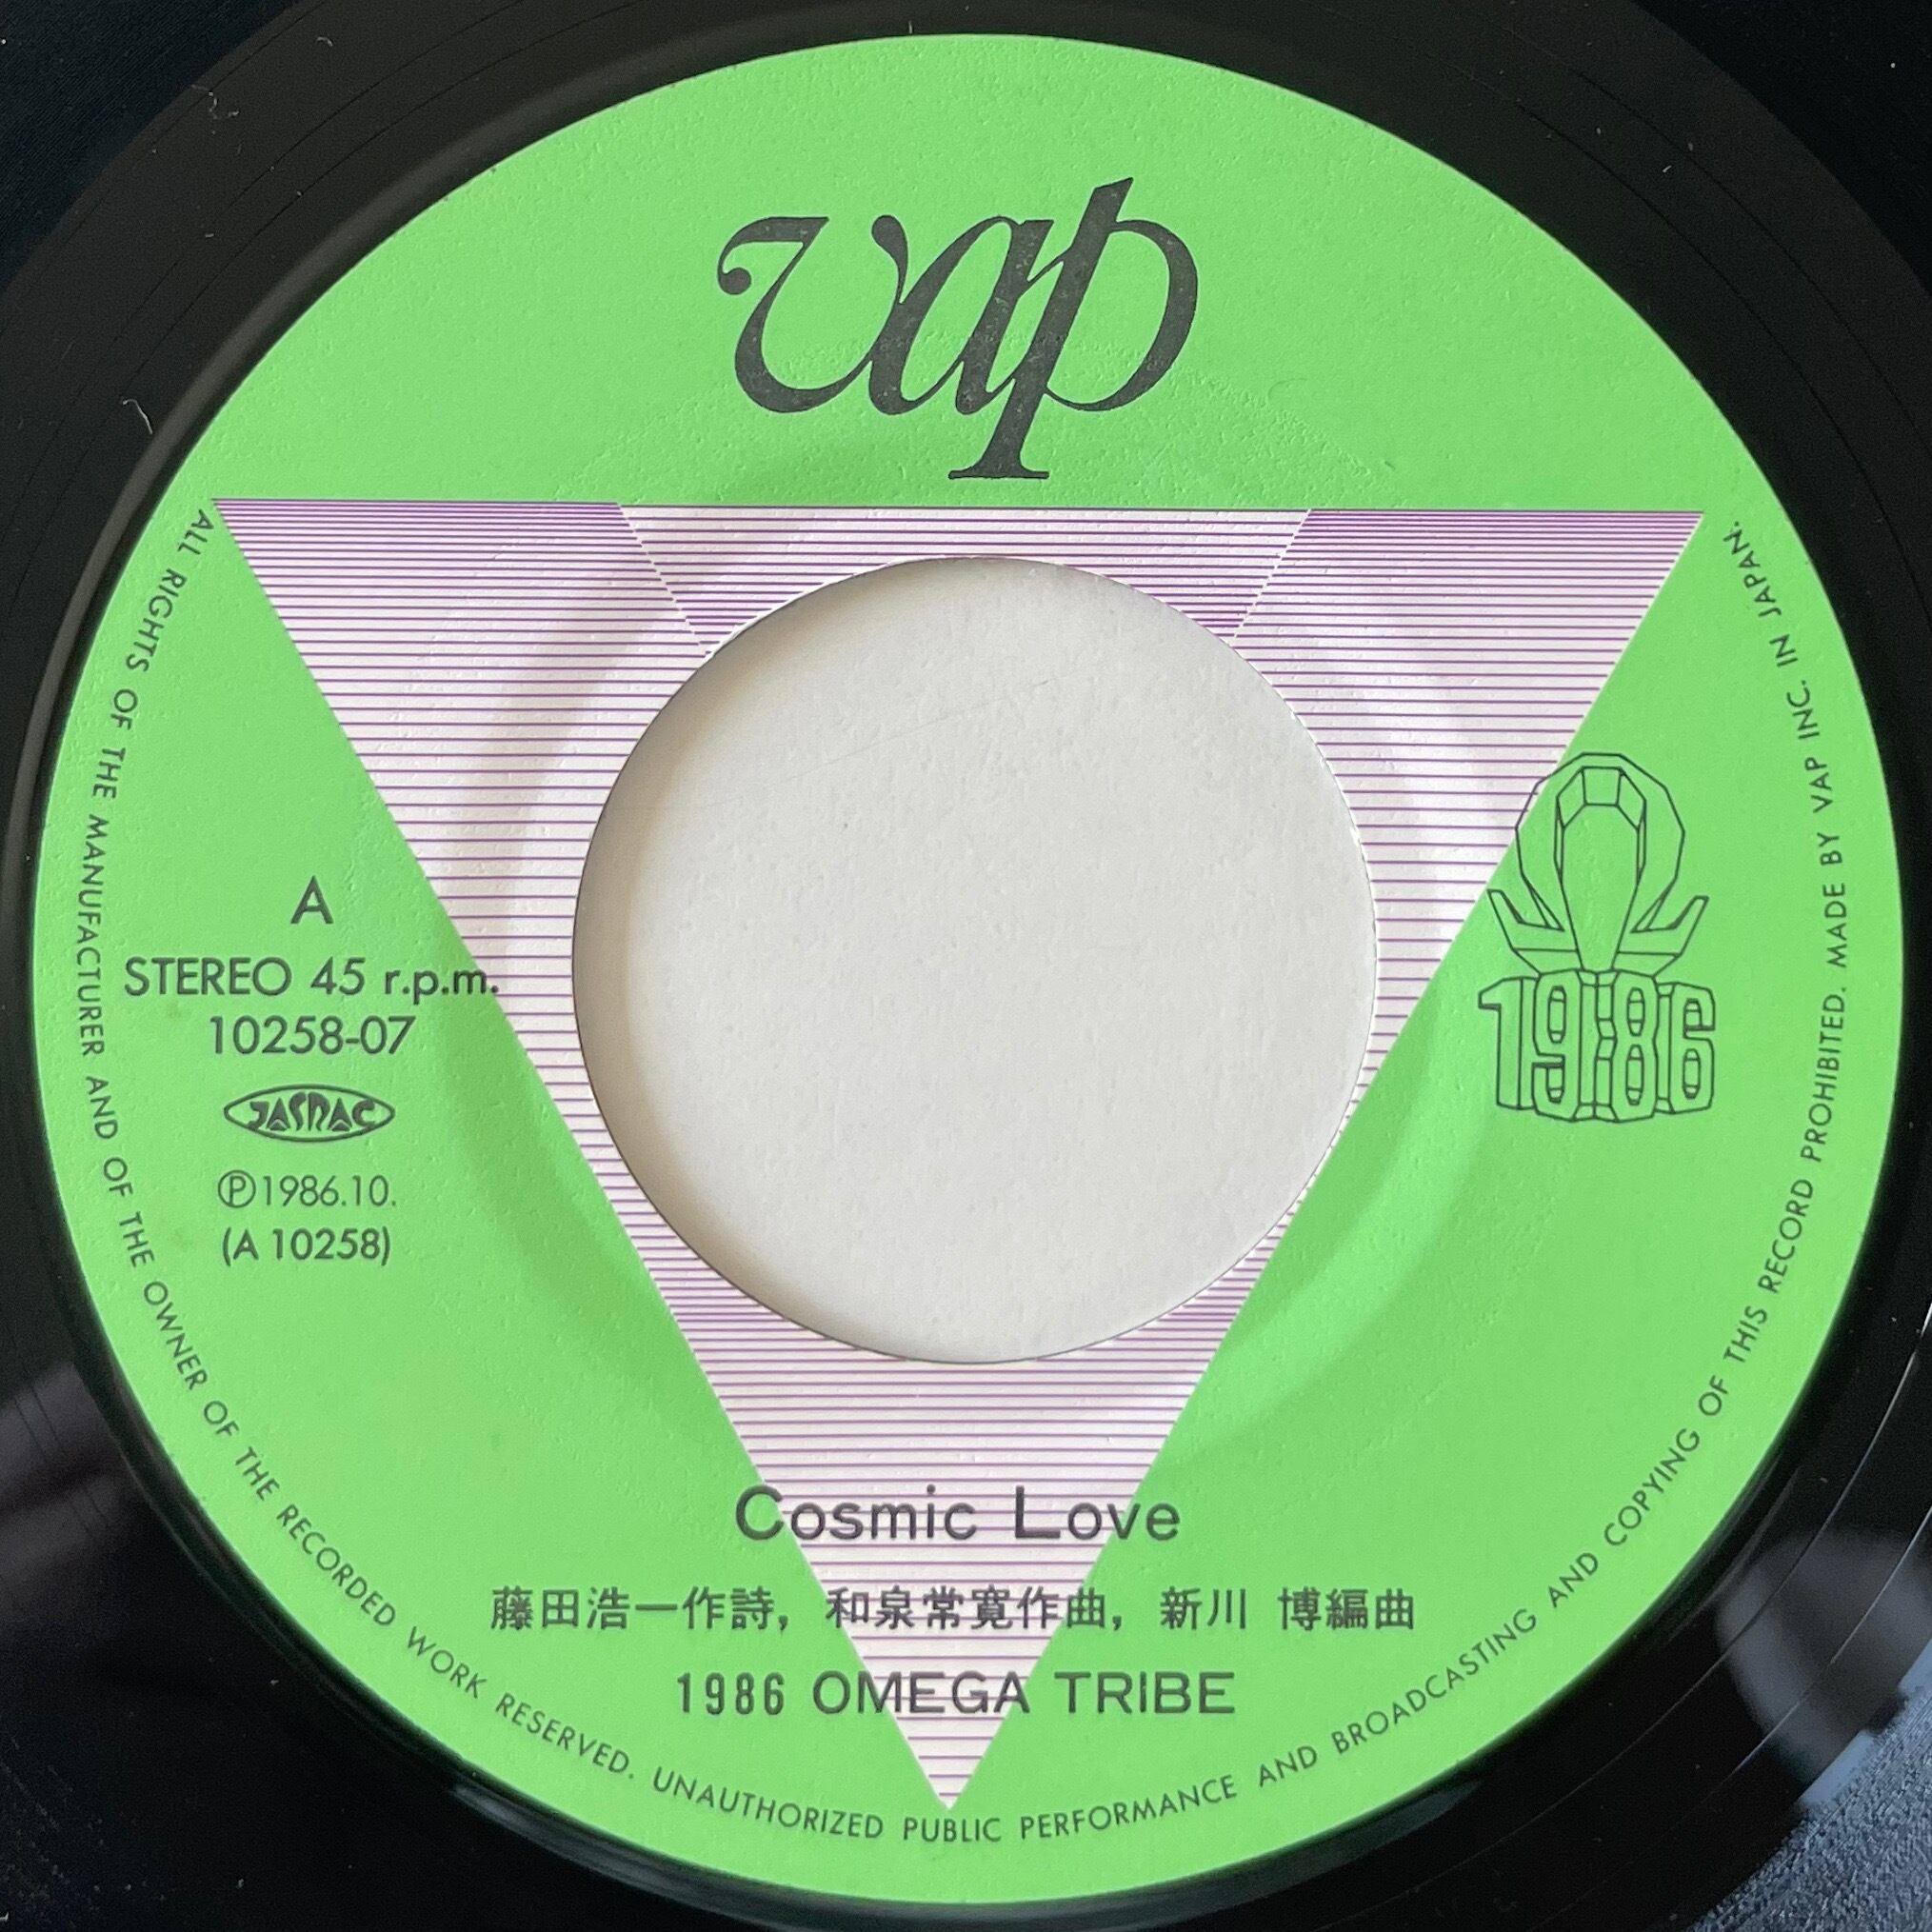 vap
A
STEREO 45 r.p.m.
10258-07
JASRAC
Ⓟ1986.10.
(A 10258)
1986
Cosmic Love
藤田浩一作詩，和泉常寛作曲，新川 博編曲
1986 OMEGA TRIBE
ALL RIGHTS OF THE MANUFACTURER AND OF THE OWNER OF THE RECORDED WORK RESERVED. UNAUTHORIZED PUBLIC PERFORMANCE AND BROADCASTING AND COPYING OF THIS RECORD PROHIBITED. MADE BY VAP INC. IN JAPAN.